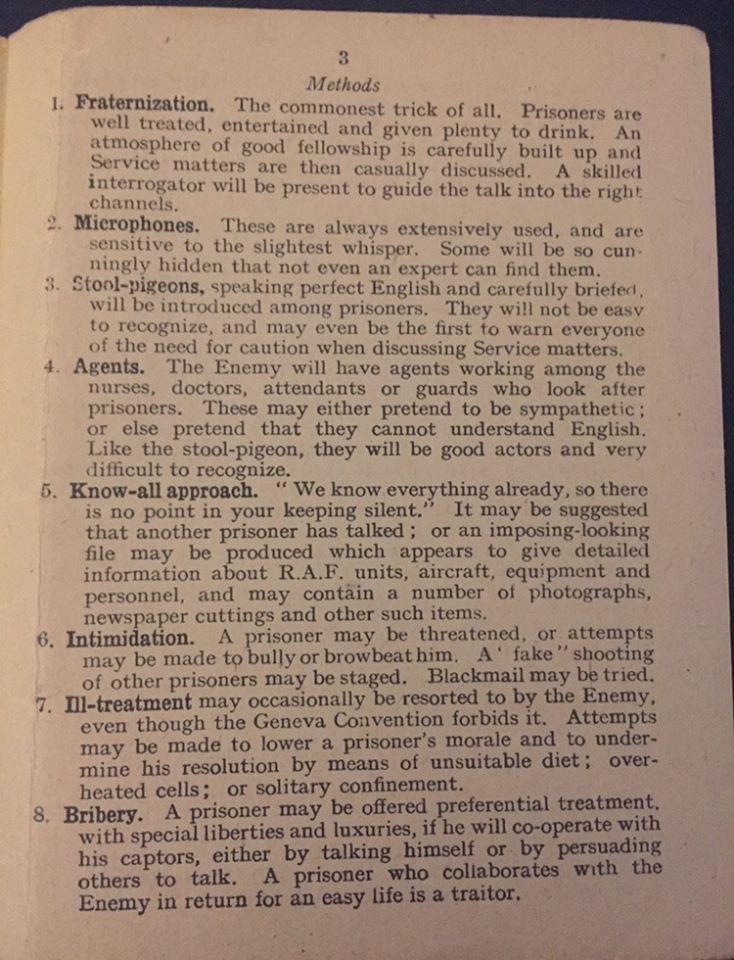 3
Methods
1. Fraternization. The commonest trick of all. Prisoners are
well treated, entertained and given plenty to drink. An
atmosphere of good fellowship is carefully built up and
Service matters are then casually discussed. A skilled
interrogator will be present to guide the talk into the right
channels.
2. Microphones. These are always extensively used, and are
sensitive to the slightest whisper. Some will be so cun-
ningly hidden that not even an expert can find them.
3. Stool-pigeons, speaking perfect English and carefully briefed,
will be introduced among prisoners. They will not be easy
to recognize, and may even be the first to warn everyone
of the need for caution when discussing Service matters.
4. Agents. The Enemy will have agents working among the
nurses, doctors, attendants or guards who look after
prisoners. These may either pretend to be sympathetic;
or else pretend that they cannot understand English.
Like the stool-pigeon, they will be good actors and very
difficult to recognize.
5. Know-all approach. "We know everything already, so there
is no point in your keeping silent." It may be suggested
that another prisoner has talked; or an imposing-looking
file may be produced which appears to give detailed
information about R.A.F. units, aircraft, equipment and
personnel, and may contain a number of photographs,
newspaper cuttings and other such items.
6. Intimidation. A prisoner may be threatened, or attempts
may be made to bully or browbeat him. A ' fake" shooting
of other prisoners may be staged. Blackmail may be tried.
7. Ill-treatment may occasionally be resorted to by the Enemy,
even though the Geneva Convention forbids it. Attempts
may be made to lower a prisoner's morale and to under-
mine his resolution by means of unsuitable diet; over-
heated cells; or solitary confinement.
8. Bribery. A prisoner may be offered preferential treatment,
with special liberties and luxuries, if he will co-operate with
his captors, either by talking himself or by persuading
others to talk. A prisoner who collaborates with the
Enemy in return for an easy life is a traitor.